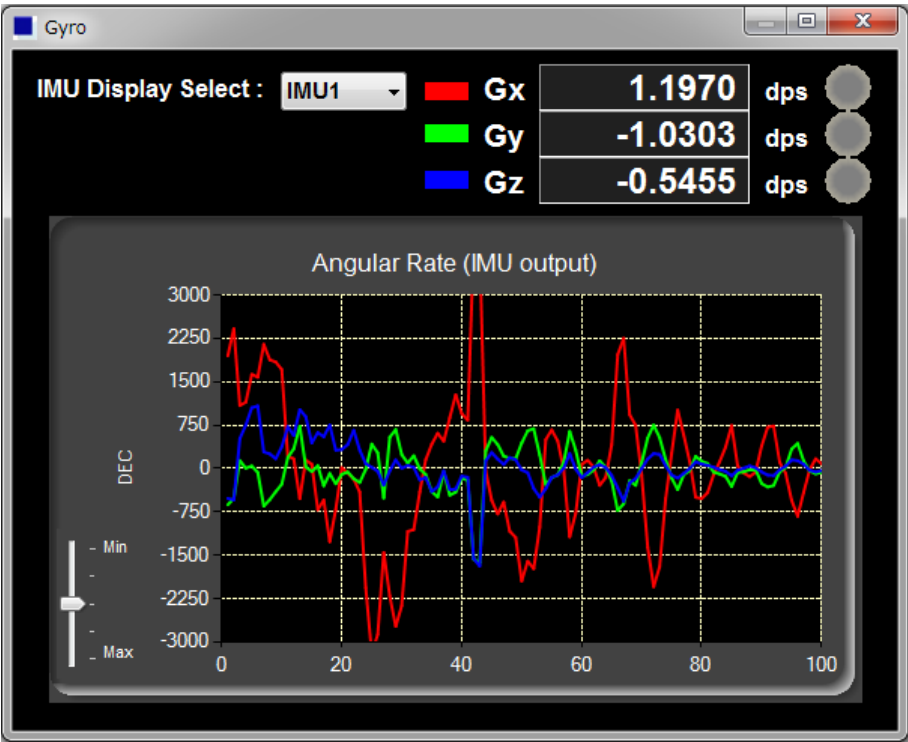 Gyro
IMU Display Select : IMU1 Gx 1.1970 dps
Gy -1.0303 dps
Gz -0.5455 dps
Angular Rate (IMU output)
3000
2250
1500
750
0
-750
-1500
-2250
-3000
DEC
Min
Max
0 20 40 60 80 100